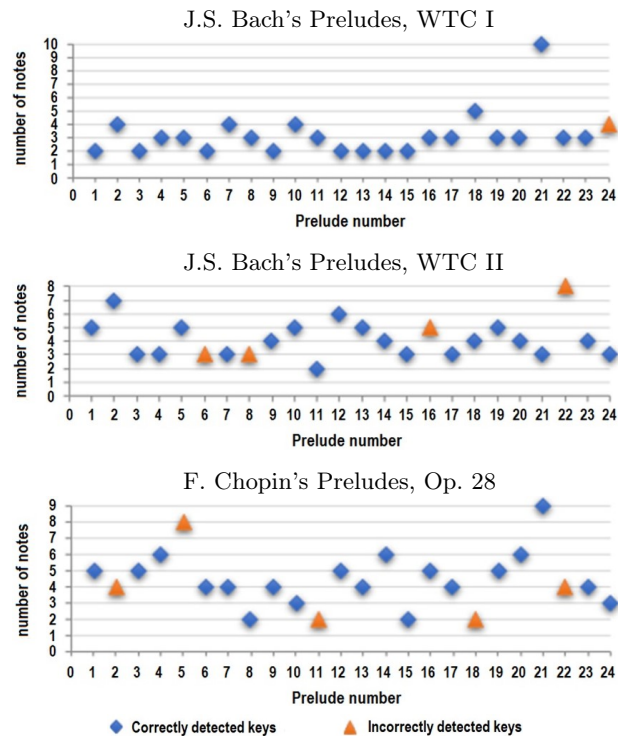 J.S. Bach's Preludes, WTC I
number of notes
10
9
8
7
6
5
4
3
2
1
0
0 1 2 3 4 5 6 7 8 9 10 11 12 13 14 15 16 17 18 19 20 21 22 23 24
Prelude number
J.S. Bach's Preludes, WTC II
number of notes
8
7
6
5
4
3
2
1
0
0 1 2 3 4 5 6 7 8 9 10 11 12 13 14 15 16 17 18 19 20 21 22 23 24
Prelude number
F. Chopin's Preludes, Op. 28
number of notes
9
8
7
6
5
4
3
2
1
0
0 1 2 3 4 5 6 7 8 9 10 11 12 13 14 15 16 17 18 19 20 21 22 23 24
Prelude number
Correctly detected keys Incorrectly detected keys